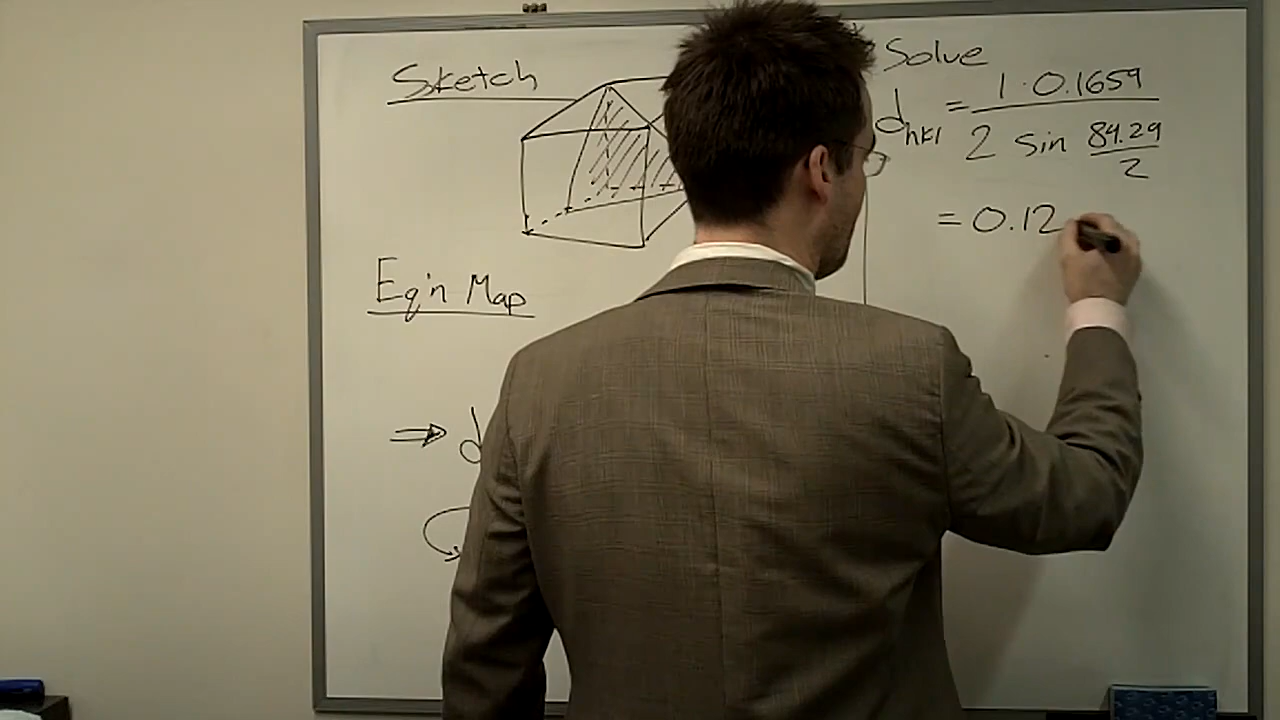 Sketch
Eq'n Map
⇒ d
Solve
d_hkl = 1 · 0.1659
2 sin 84.29
2
= 0.12